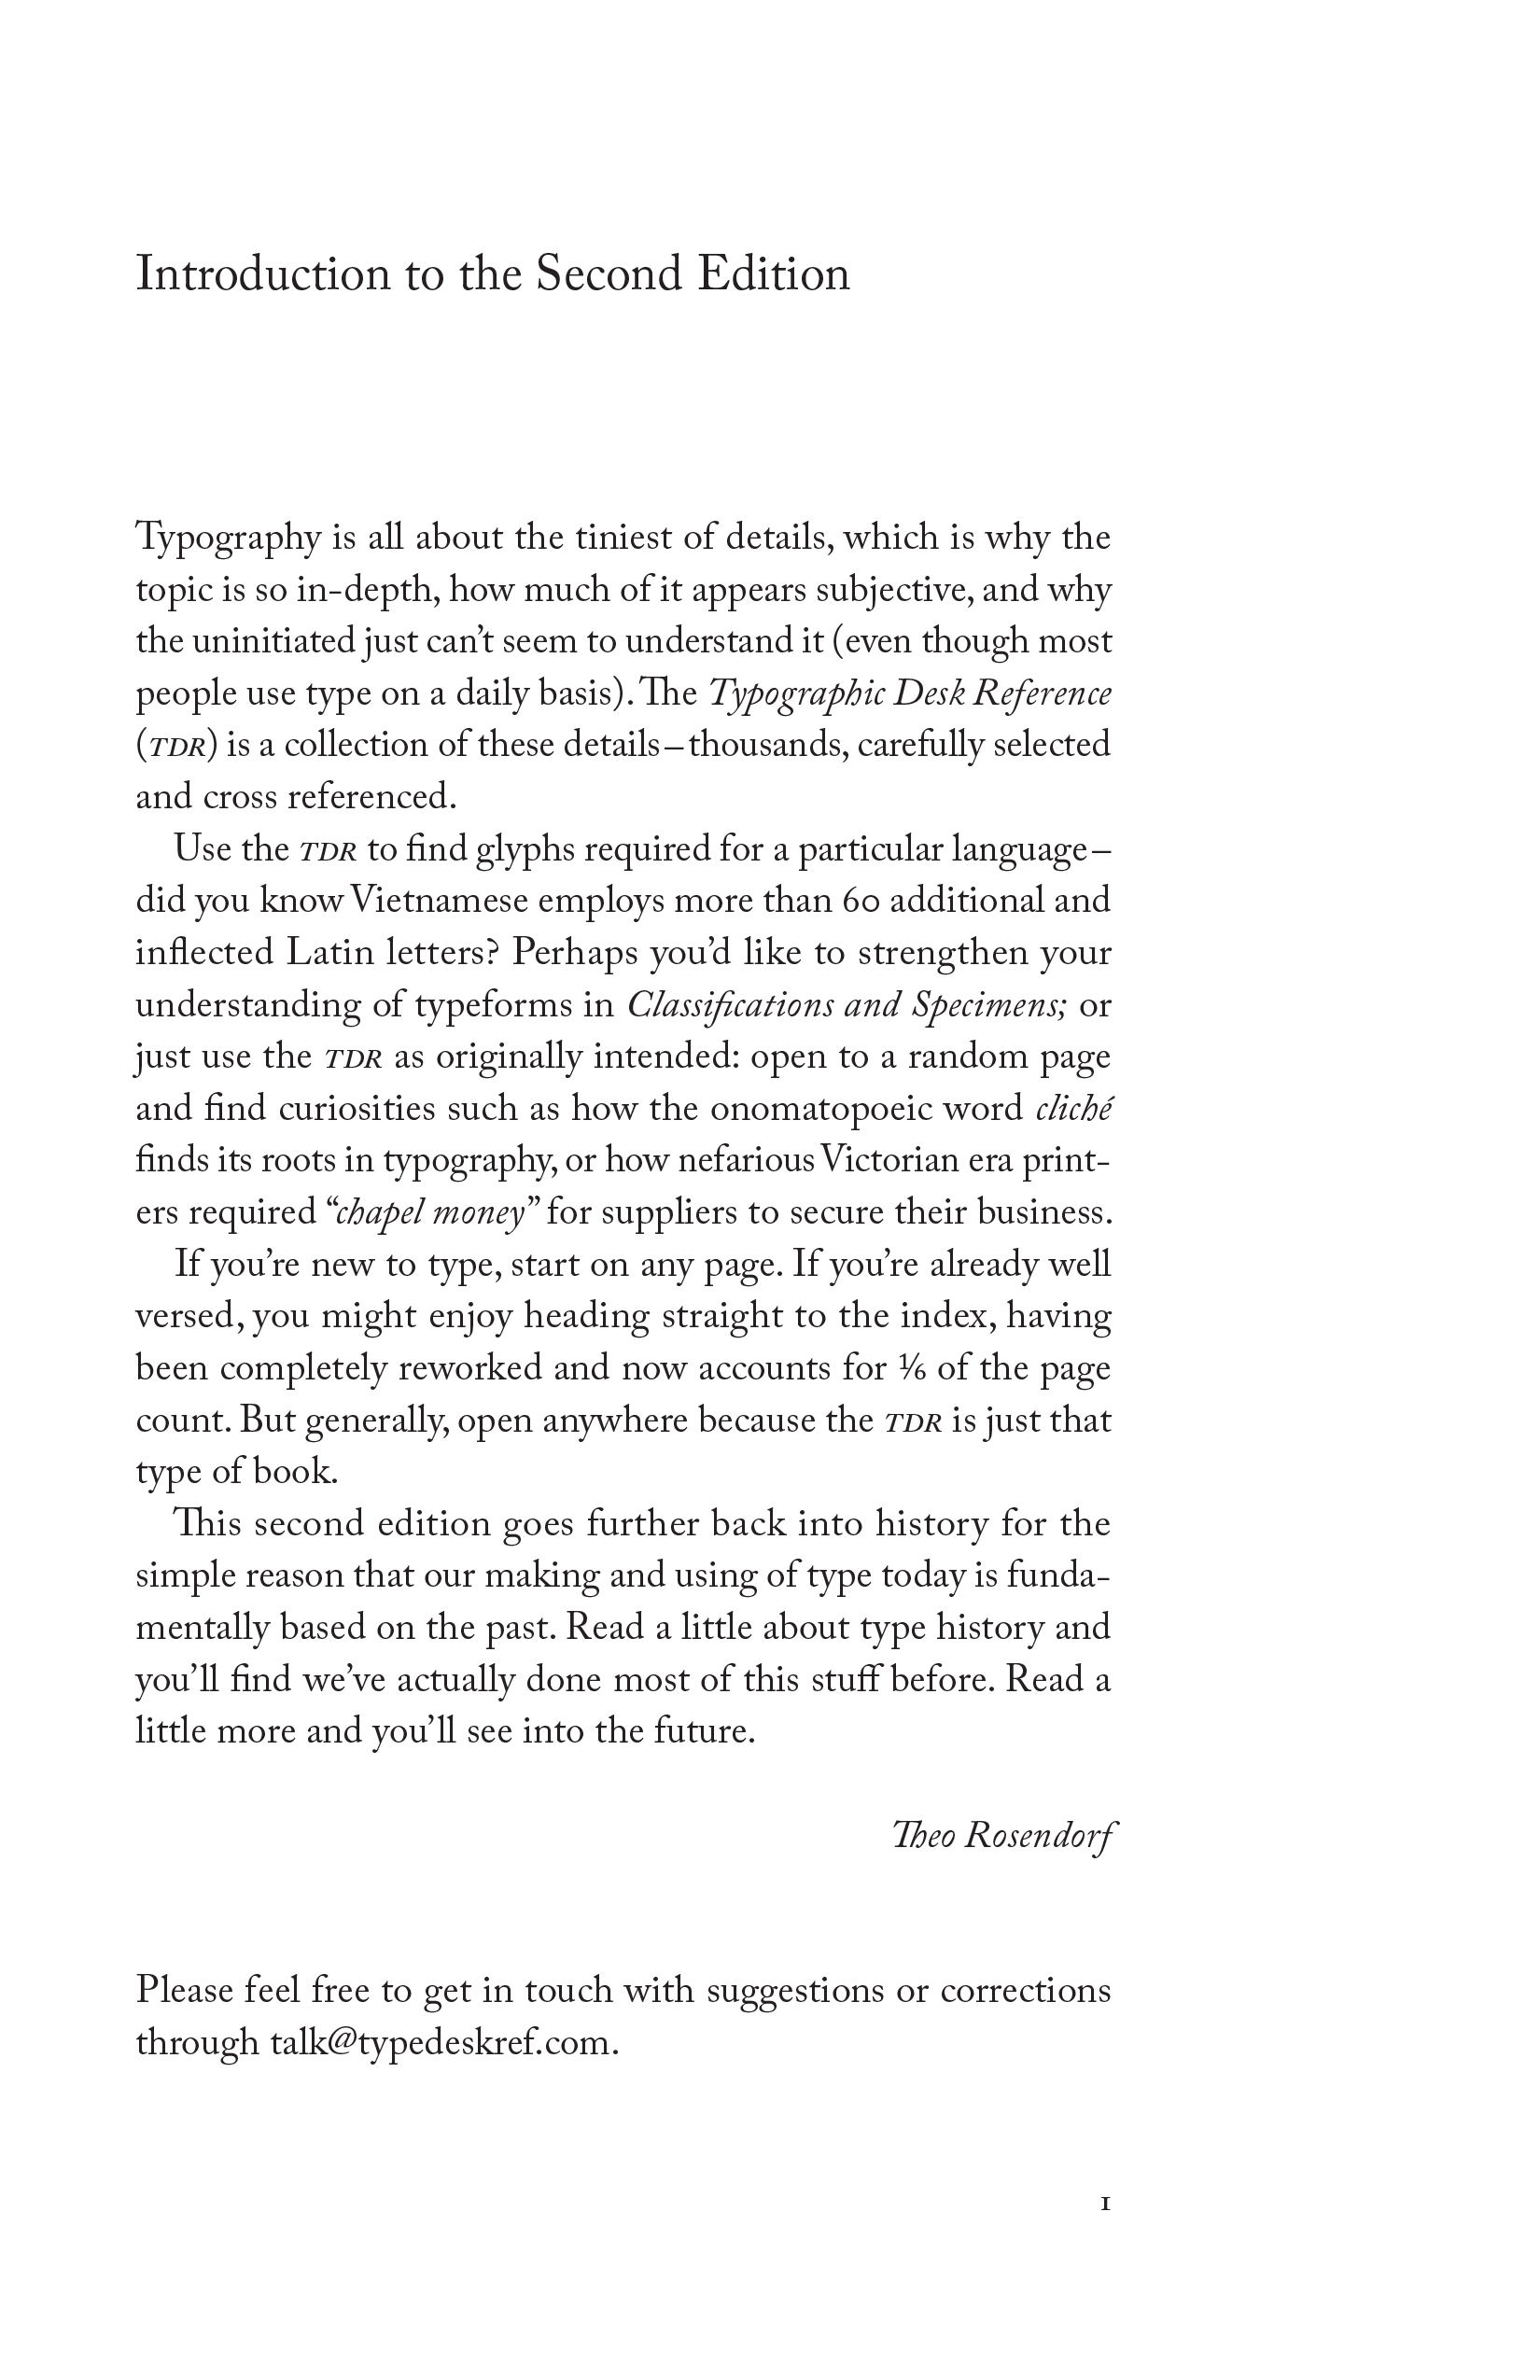 Introduction to the Second Edition
Typography is all about the tiniest of details, which is why the
topic is so in-depth, how much of it appears subjective, and why
the uninitiated just can’t seem to understand it (even though most
people use type on a daily basis). The Typographic Desk Reference
(TDR) is a collection of these details – thousands, carefully selected
and cross referenced.
Use the TDR to find glyphs required for a particular language –
did you know Vietnamese employs more than 60 additional and
inflected Latin letters? Perhaps you’d like to strengthen your
understanding of typeforms in Classifications and Specimens; or
just use the TDR as originally intended: open to a random page
and find curiosities such as how the onomatopoeic word cliché
finds its roots in typography, or how nefarious Victorian era print-
ers required “chapel money” for suppliers to secure their business.
If you’re new to type, start on any page. If you’re already well
versed, you might enjoy heading straight to the index, having
been completely reworked and now accounts for ⅙ of the page
count. But generally, open anywhere because the TDR is just that
type of book.
This second edition goes further back into history for the
simple reason that our making and using of type today is funda-
mentally based on the past. Read a little about type history and
you’ll find we’ve actually done most of this stuff before. Read a
little more and you’ll see into the future.
Theo Rosendorf
Please feel free to get in touch with suggestions or corrections
through talk@typedeskref.com.
1